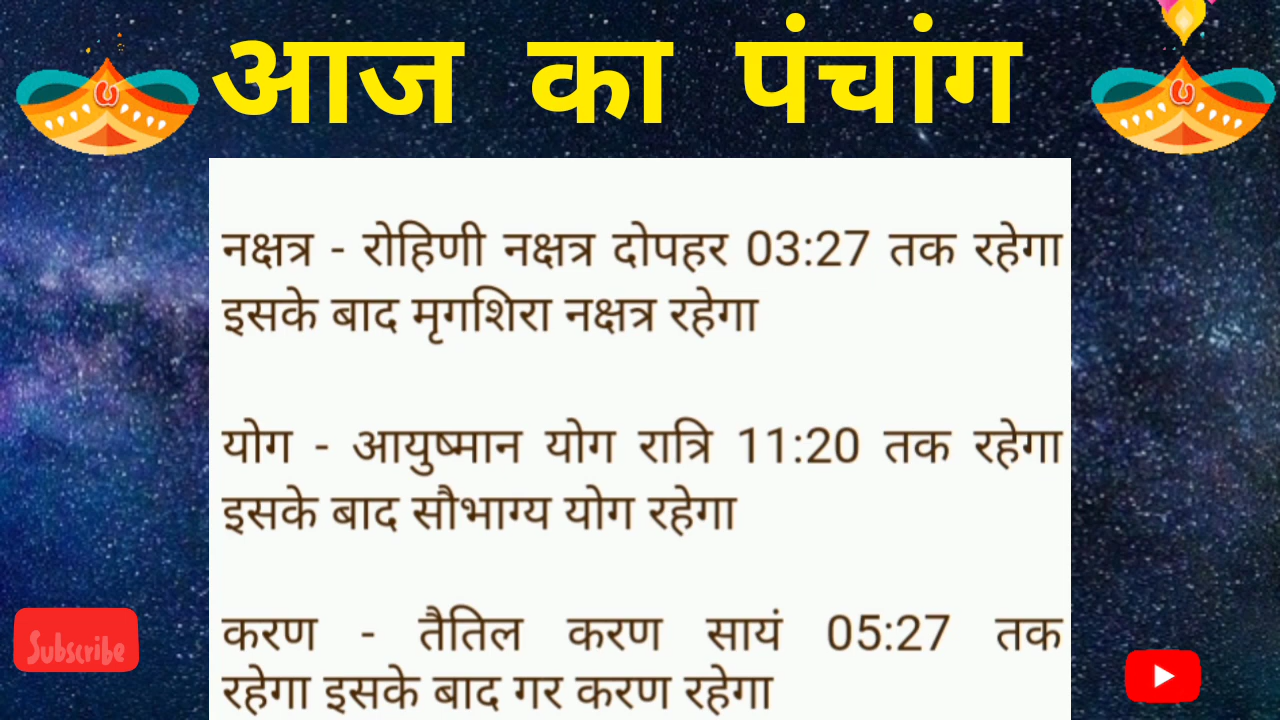 आज का पंचांग
नक्षत्र - रोहिणी नक्षत्र दोपहर 03:27 तक रहेगा
इसके बाद मृगशिरा नक्षत्र रहेगा
योग - आयुष्मान योग रात्रि 11:20 तक रहेगा
इसके बाद सौभाग्य योग रहेगा
करण - तैतिल करण सायं 05:27 तक
रहेगा इसके बाद गर करण रहेगा
Subscribe